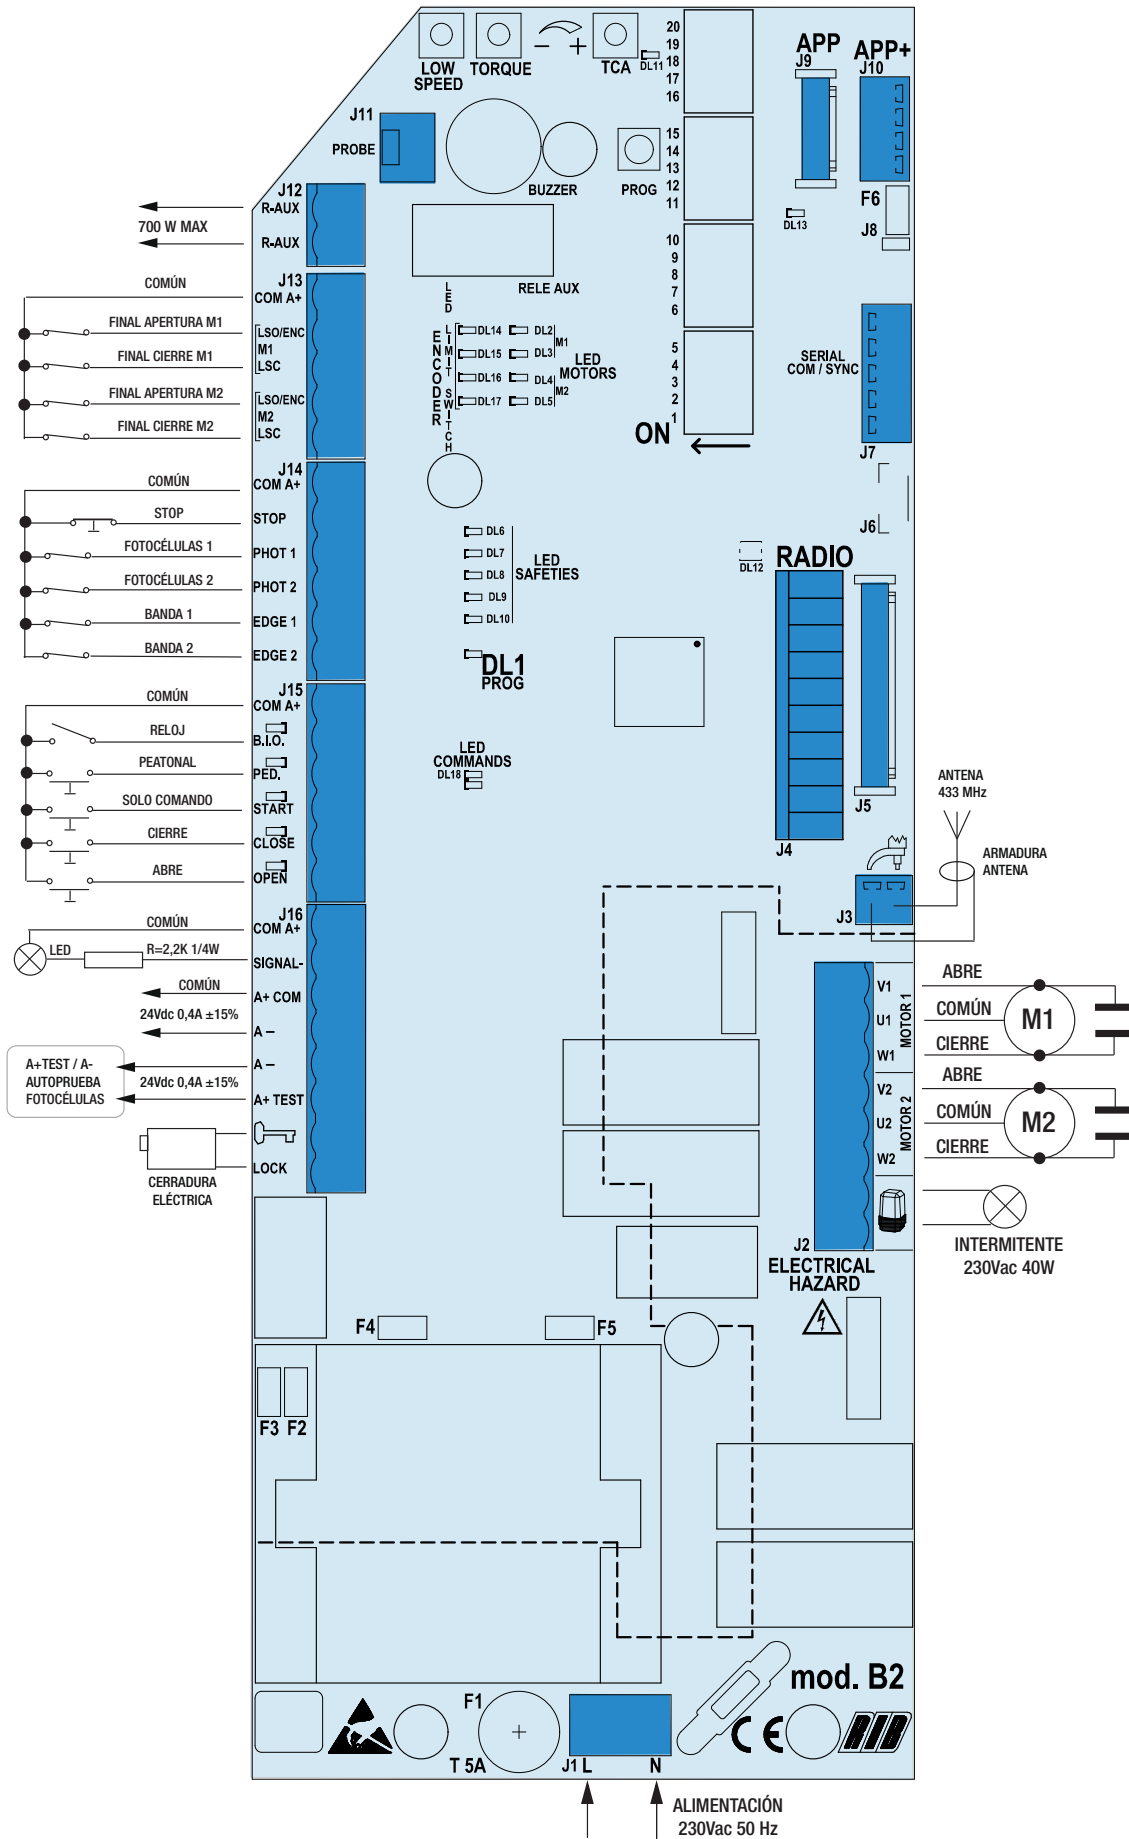 LOW
SPEED
TORQUE
− +
TCA
DL11
20
19
18
17
16
APP
J9
APP+
J10
J11
PROBE
BUZZER
PROG
15
14
13
12
11
F6
J8
DL13
J12
R-AUX
700 W MAX
R-AUX
RELE AUX
10
9
8
7
6
COMÚN
J13
COM A+
FINAL APERTURA M1
LSO/ENC
M1
FINAL CIERRE M1
LSC
FINAL APERTURA M2
LSO/ENC
M2
FINAL CIERRE M2
LSC
LED
LIMIT SWITCH
ENCODER
DL14
DL15
DL16
DL17
DL2
DL3
DL4
DL5
M1
M2
LED
MOTORS
5
4
3
2
1
ON
SERIAL
COM / SYNC
J7
J6
COMÚN
J14
COM A+
STOP
STOP
FOTOCÉLULAS 1
PHOT 1
FOTOCÉLULAS 2
PHOT 2
BANDA 1
EDGE 1
BANDA 2
EDGE 2
DL6
DL7
DL8
DL9
DL10
LED
SAFETIES
DL1
PROG
DL12
RADIO
COMÚN
J15
COM A+
RELOJ
B.I.O.
PEATONAL
PED.
SOLO COMANDO
START
CIERRE
CLOSE
ABRE
OPEN
LED
COMMANDS
DL18
J5
J4
ANTENA
433 MHz
ARMADURA
ANTENA
J3
COMÚN
J16
COM A+
LED
R=2,2K 1/4W
SIGNAL-
COMÚN
A+ COM
24Vdc 0,4A ±15%
A −
A+TEST / A-
AUTOPRUEBA
FOTOCÉLULAS
A −
24Vdc 0,4A ±15%
A+ TEST
LOCK
CERRADURA
ELÉCTRICA
V1
U1
W1
MOTOR 1
ABRE
COMÚN
CIERRE
M1
V2
U2
W2
MOTOR 2
ABRE
COMÚN
CIERRE
M2
J2
INTERMITENTE
230Vac 40W
ELECTRICAL
HAZARD
F4
F5
F3
F2
mod. B2
F1
T 5A
J1
L
N
CE
RIB
ALIMENTACIÓN
230Vac 50 Hz